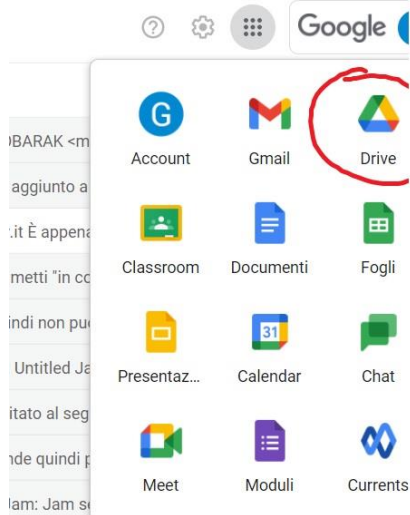 Google
G
OBARAK <m
Account Gmail Drive
aggiunto a
.it È appena
Classroom Documenti Fogli
metti "in co
indi non pu
31
Untitled Ja
Presentaz... Calendar Chat
itato al seg
nde quindi p
Meet Moduli Currents
Jam: Jam se